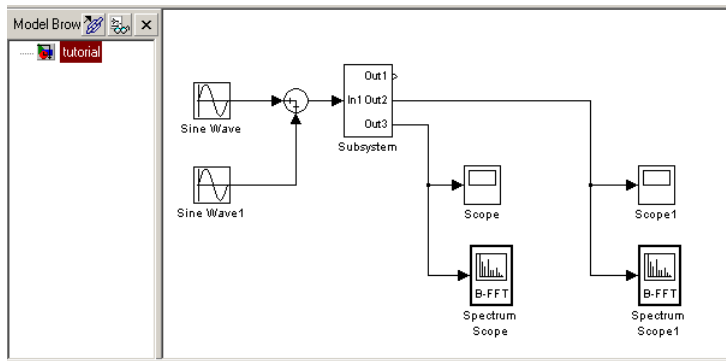 Model Brow
tutorial
Sine Wave
Sine Wave1
In1 Out1
Out2
Out3
Subsystem
Scope
Scope1
B-FFT
Spectrum
Scope
B-FFT
Spectrum
Scope1